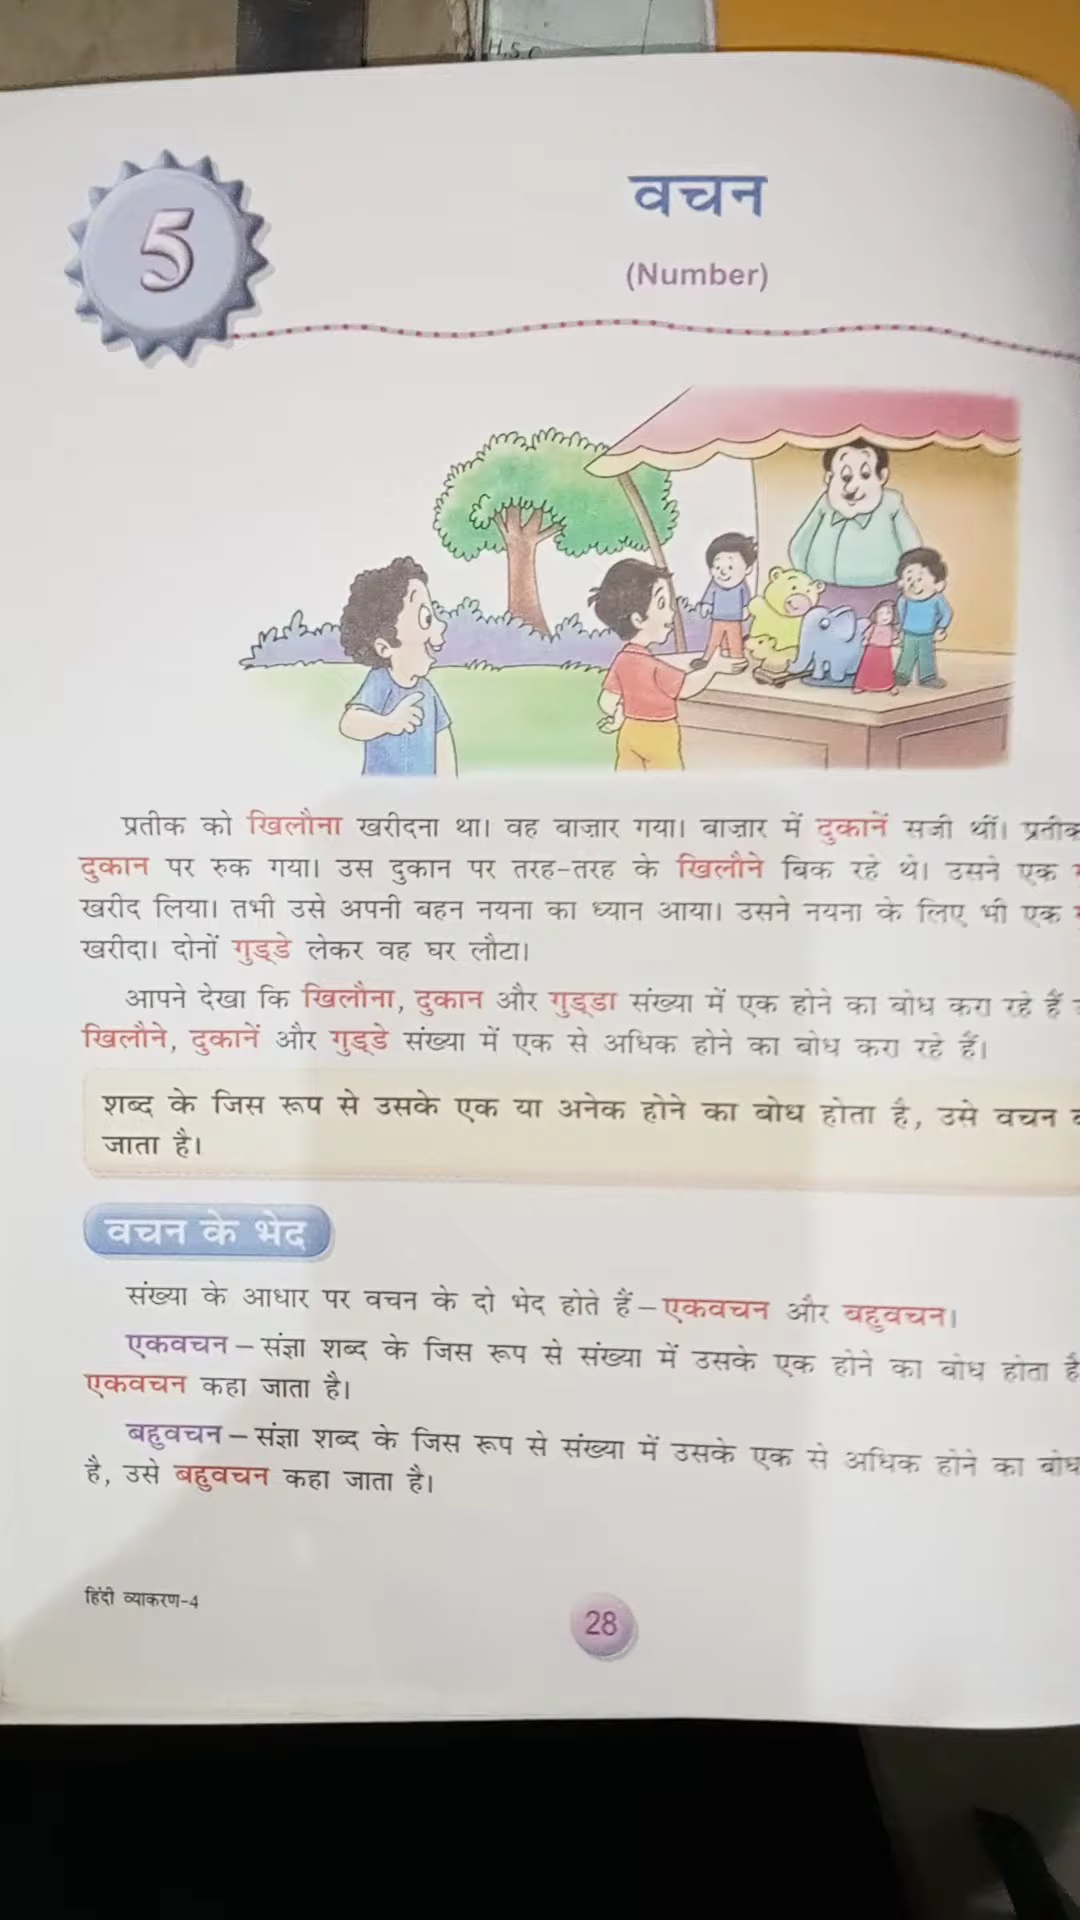 H.S.
5
वचन
(Number)
प्रतीक को खिलौना खरीदना था। वह बाज़ार गया। बाज़ार में दुकानें सजी थीं। प्रतीक
दुकान पर रुक गया। उस दुकान पर तरह-तरह के खिलौने बिक रहे थे। उसने एक
खरीद लिया। तभी उसे अपनी बहन नयना का ध्यान आया। उसने नयना के लिए भी एक
खरीदा। दोनों गुड्डे लेकर वह घर लौटा।
आपने देखा कि खिलौना, दुकान और गुड्डा संख्या में एक होने का बोध करा रहे हैं
खिलौने, दुकानें और गुड्डे संख्या में एक से अधिक होने का बोध करा रहे हैं।
शब्द के जिस रूप से उसके एक या अनेक होने का बोध होता है, उसे वचन
जाता है।
वचन के भेद
संख्या के आधार पर वचन के दो भेद होते हैं – एकवचन और बहुवचन।
एकवचन – संज्ञा शब्द के जिस रूप से संख्या में उसके एक होने का बोध होता है
एकवचन कहा जाता है।
बहुवचन – संज्ञा शब्द के जिस रूप से संख्या में उसके एक से अधिक होने का बोध
है, उसे बहुवचन कहा जाता है।
हिंदी व्याकरण-4
28